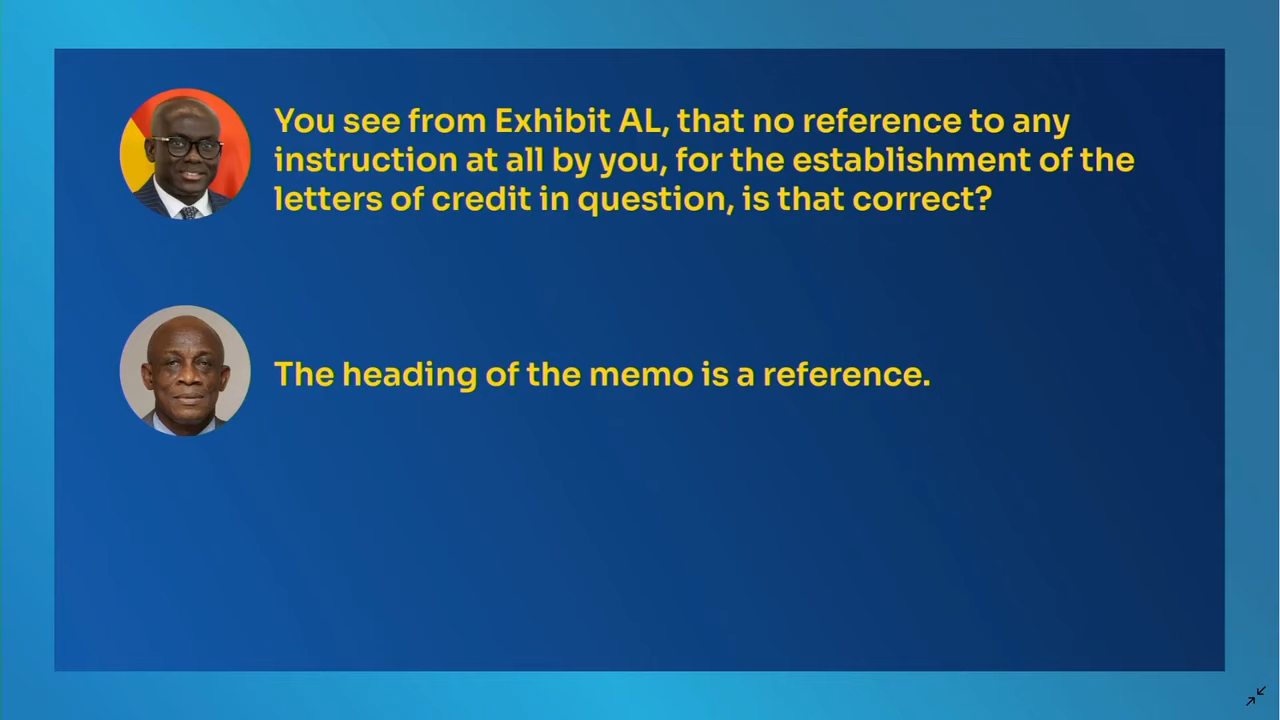 You see from Exhibit AL, that no reference to any
instruction at all by you, for the establishment of the
letters of credit in question, is that correct?
The heading of the memo is a reference.